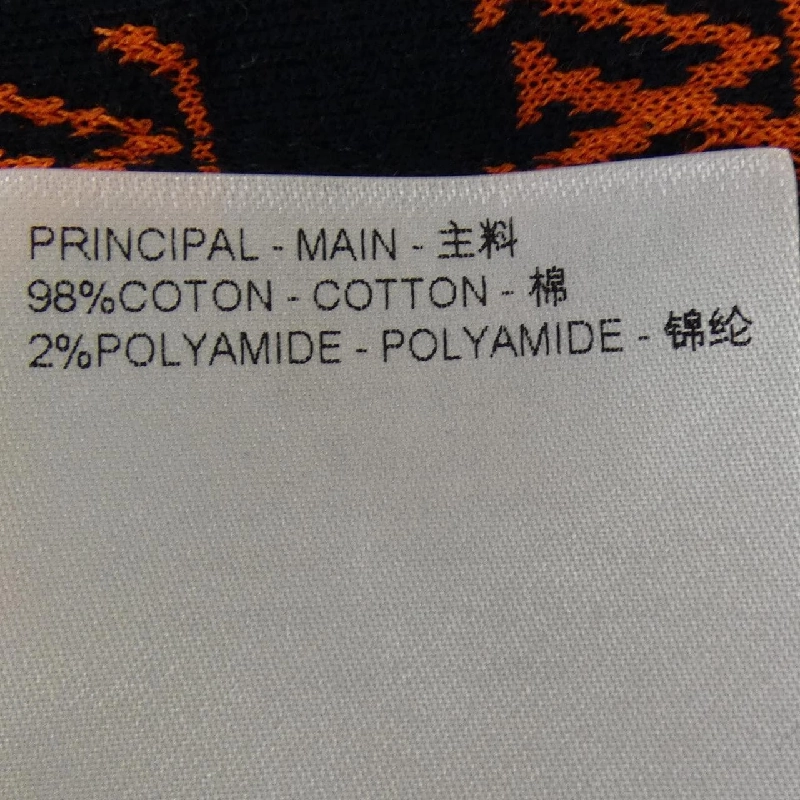 PRINCIPAL - MAIN - 主料
98%COTON - COTTON - 棉
2%POLYAMIDE - POLYAMIDE - 锦纶